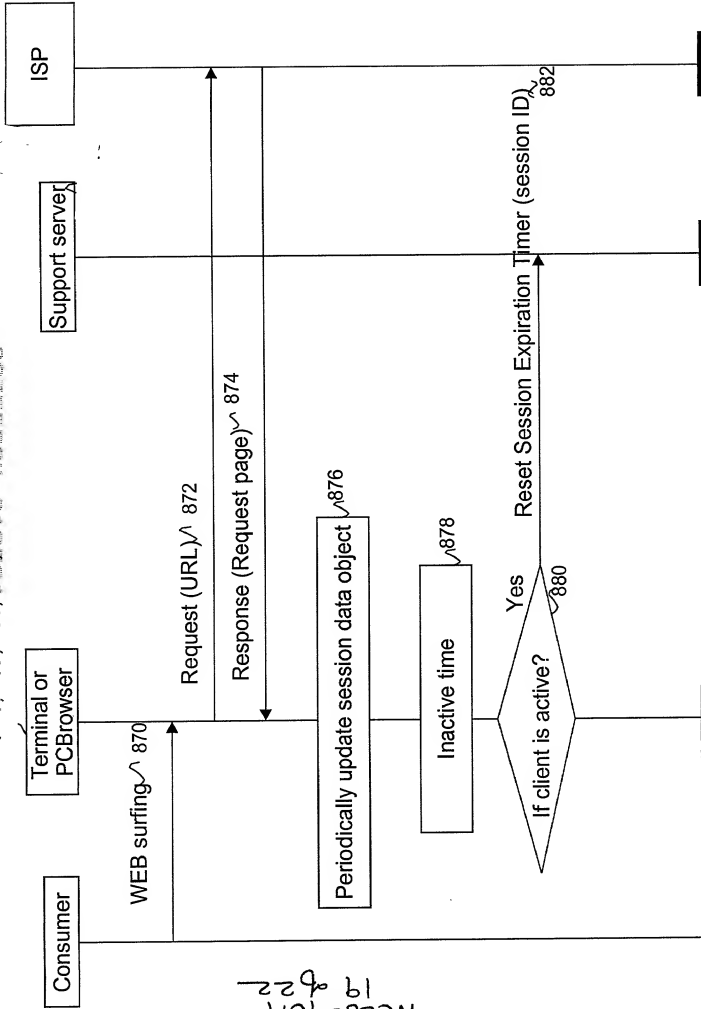 Consumer
Terminal or
PCBrowser
Support server
ISP
WEB surfing 870
Request (URL) 872
Response (Request page) 874
Periodically update session data object 876
Inactive time 878
If client is active? 880
Yes
Reset Session Expiration Timer (session ID) 882
19 of 22